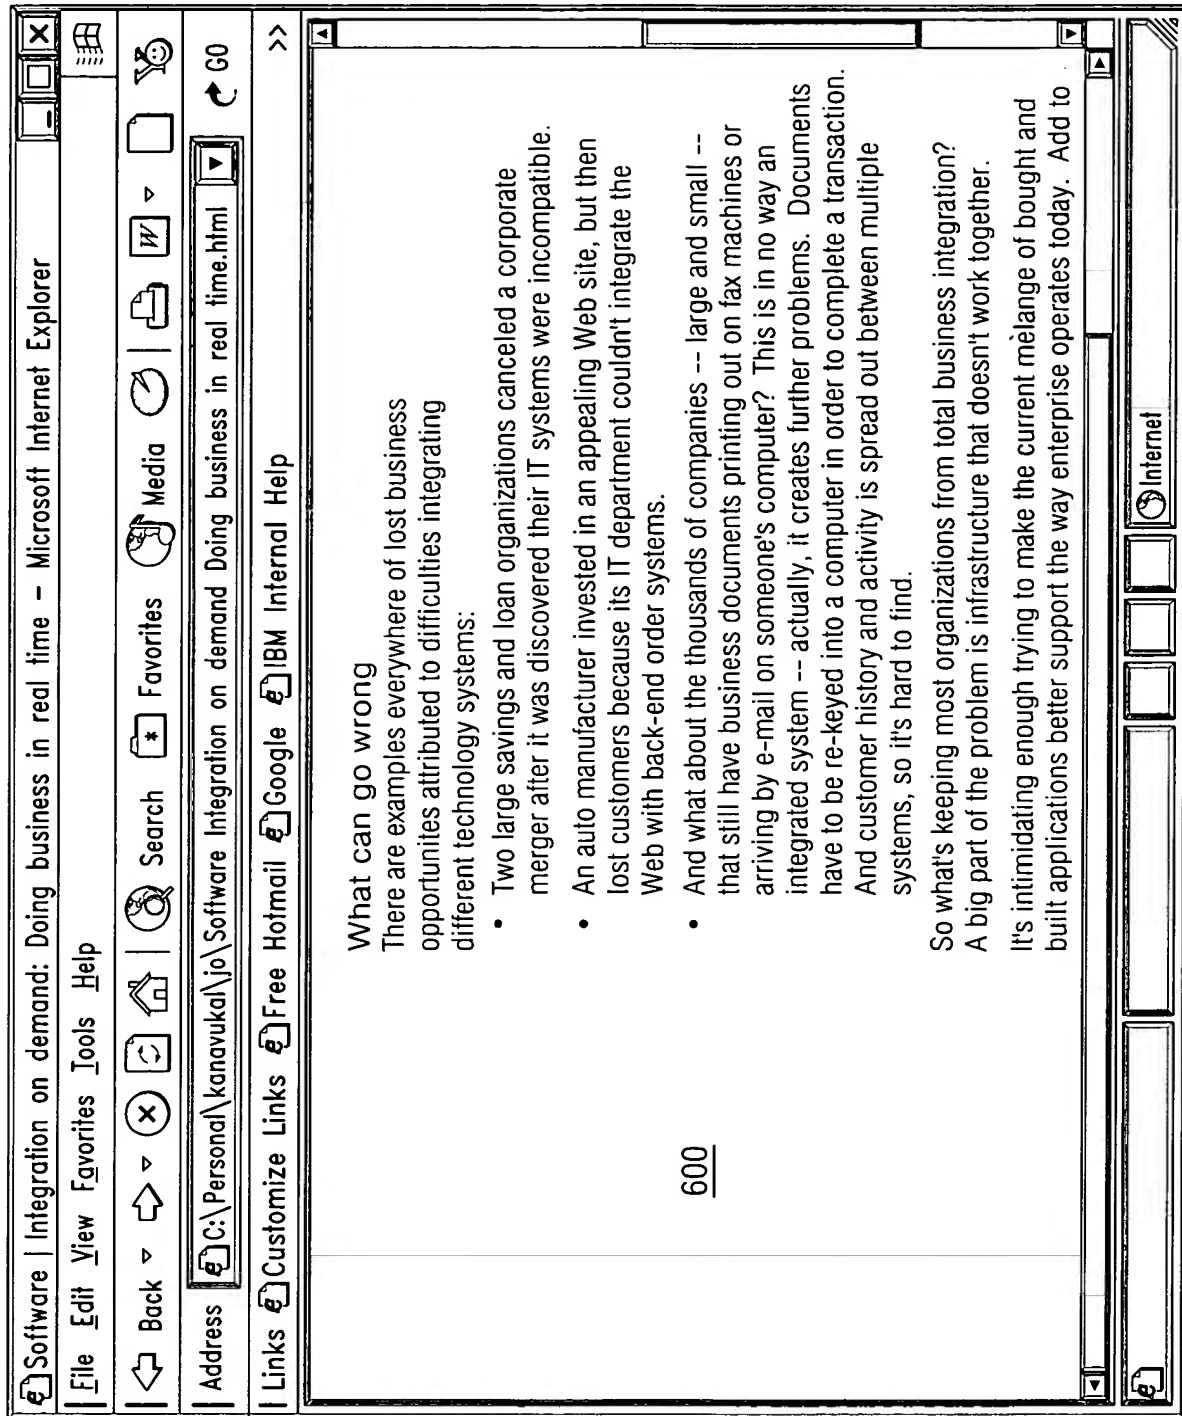 Software | Integration on demand: Doing business in real time – Microsoft Internet Explorer
File Edit View Favorites Tools Help
Back Search Favorites Media W
Address C:\Personal\kanavukal\jo\Software Integration on demand Doing business in real time.html GO
Links Customize Links Free Hotmail Google IBM Internal Help >>
What can go wrong
There are examples everywhere of lost business
opportunites attributed to difficulties integrating
different technology systems:
• Two large savings and loan organizations canceled a corporate
merger after it was discovered their IT systems were incompatible.
• An auto manufacturer invested in an appealing Web site, but then
lost customers because its IT department couldn't integrate the
Web with back-end order systems.
600
• And what about the thousands of companies -- large and small --
that still have business documents printing out on fax machines or
arriving by e-mail on someone's computer? This is in no way an
integrated system -- actually, it creates further problems. Documents
have to be re-keyed into a computer in order to complete a transaction.
And customer history and activity is spread out between multiple
systems, so it's hard to find.
So what's keeping most organizations from total business integration?
A big part of the problem is infrastructure that doesn't work together.
It's intimidating enough trying to make the current mèlange of bought and
built applications better support the way enterprise operates today. Add to
Internet